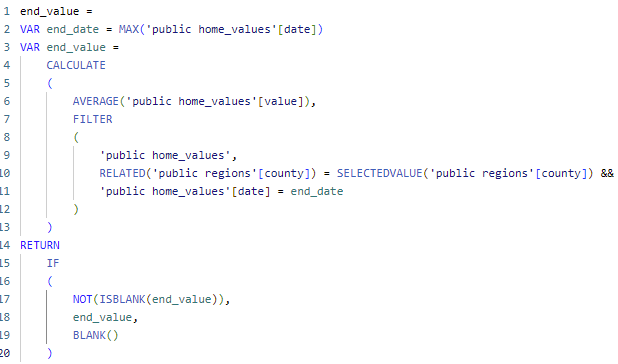 1 end_value =
2 VAR end_date = MAX('public home_values'[date])
3 VAR end_value =
4 CALCULATE
5 (
6 AVERAGE('public home_values'[value]),
7 FILTER
8 (
9 'public home_values',
10 RELATED('public regions'[county]) = SELECTEDVALUE('public regions'[county]) &&
11 'public home_values'[date] = end_date
12 )
13 )
14 RETURN
15 IF
16 (
17 NOT(ISBLANK(end_value)),
18 end_value,
19 BLANK()
20 )